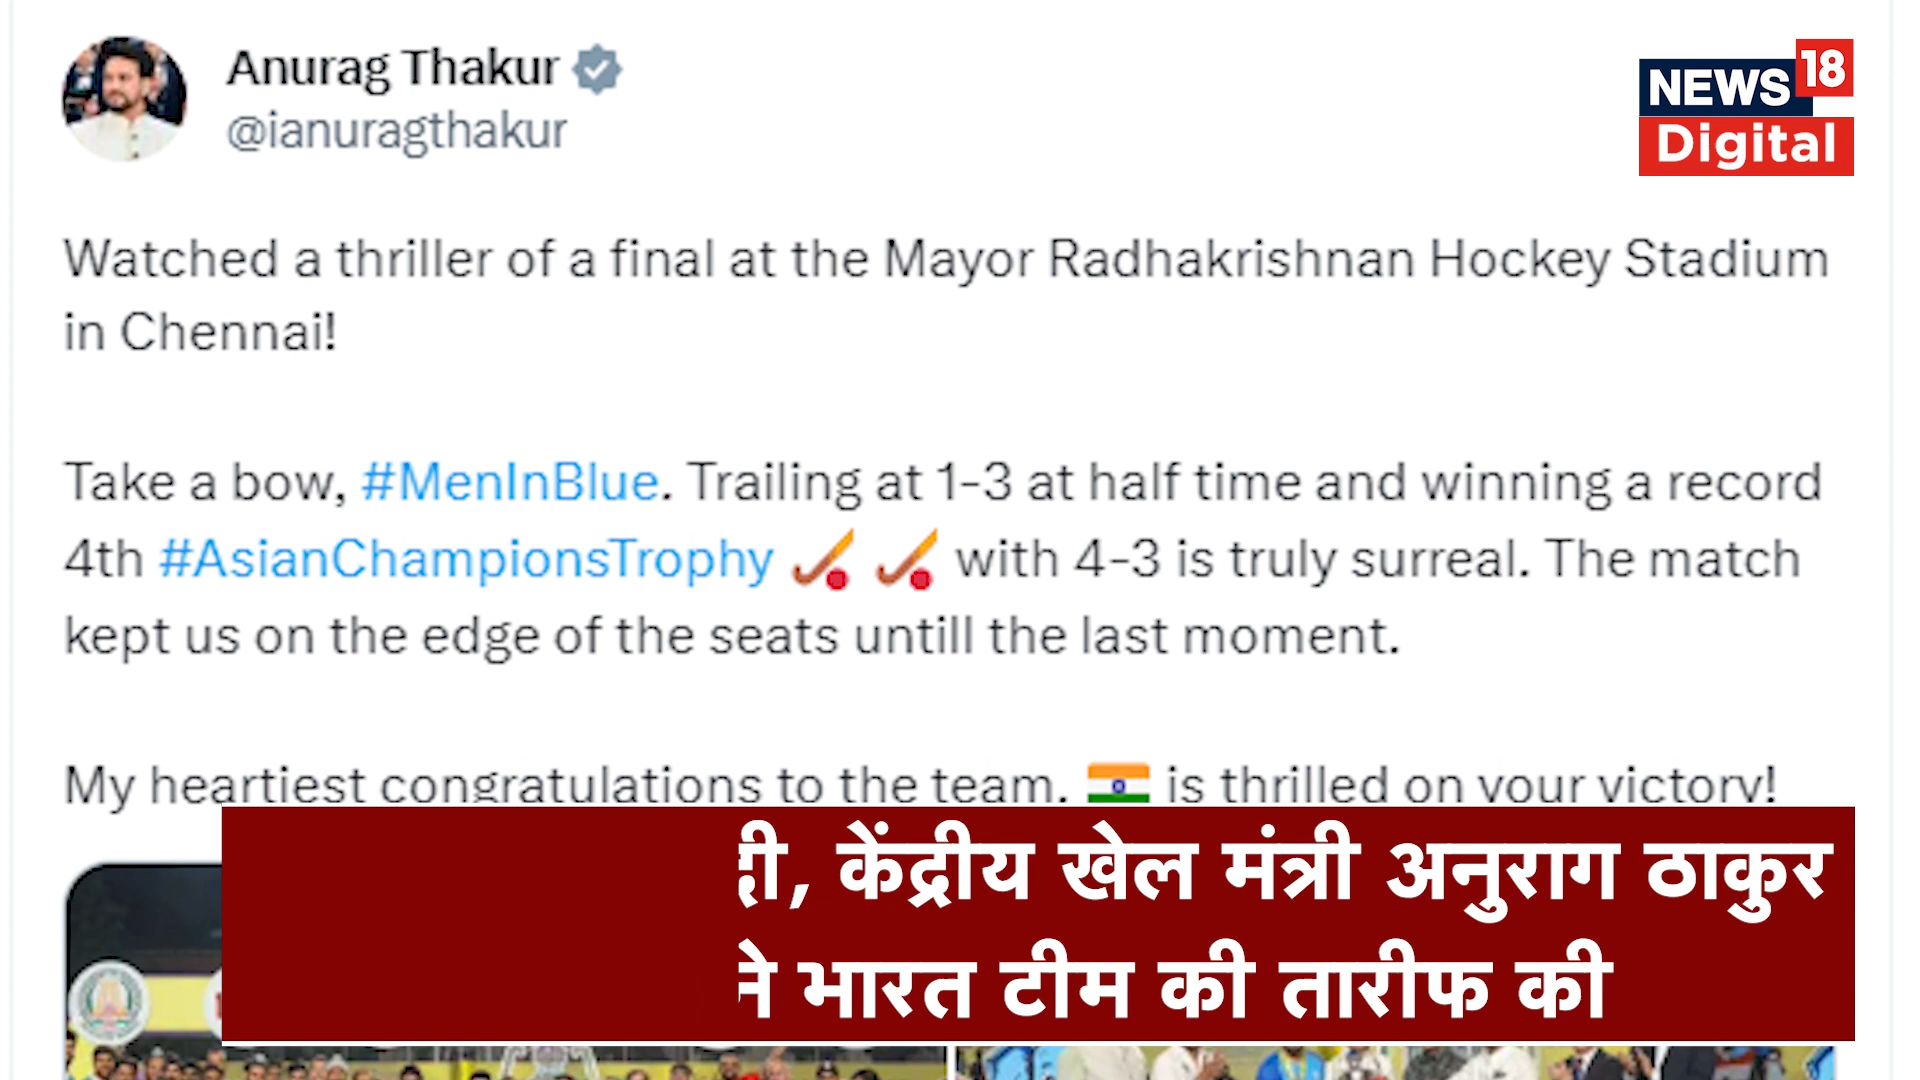 Anurag Thakur
@ianuragthakur
NEWS 18
Digital
Watched a thriller of a final at the Mayor Radhakrishnan Hockey Stadium
in Chennai!
Take a bow, #MenInBlue. Trailing at 1-3 at half time and winning a record
4th #AsianChampionsTrophy 🏑 🏑 with 4-3 is truly surreal. The match
kept us on the edge of the seats untill the last moment.
My heartiest congratulations to the team. 🇮🇳 is thrilled on your victory!
केंद्रीय खेल मंत्री अनुराग ठाकुर
ने भारत टीम की तारीफ की